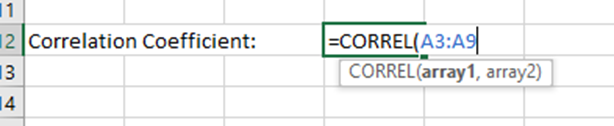 11
12 Correlation Coefficient: =CORREL(A3:A9
13 CORREL(array1, array2)
14